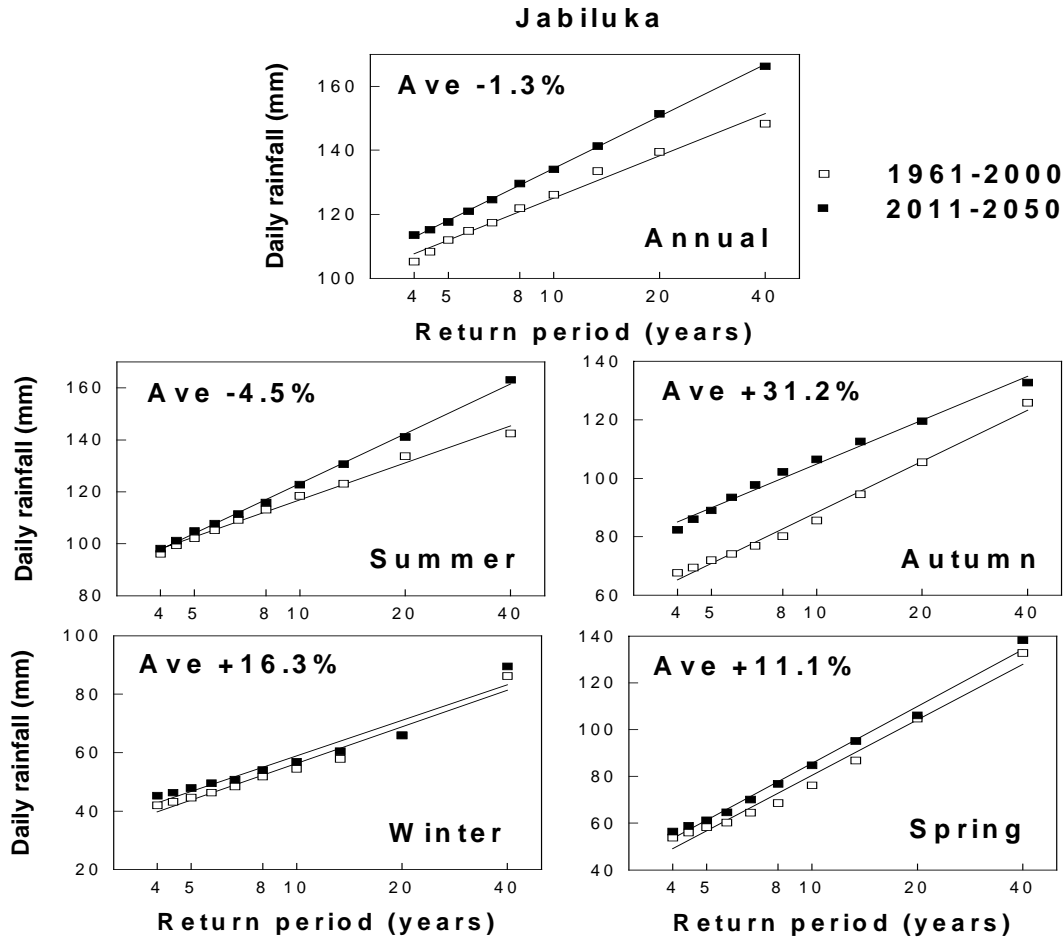 Jabiluka
Ave -1.3%
Daily rainfall (mm)
160
140
120
100
Annual
4 5 8 10 20 40
Return period (years)
1961-2000
2011-2050
Ave -4.5%
Daily rainfall (mm)
160
140
120
100
80
Summer
4 5 8 10 20 40
Ave +31.2%
140
120
100
80
60
Autumn
4 5 8 10 20 40
Ave +16.3%
Daily rainfall (mm)
100
80
60
40
20
Winter
4 5 8 10 20 40
Return period (years)
Ave +11.1%
140
120
100
80
60
40
Spring
4 5 8 10 20 40
Return period (years)